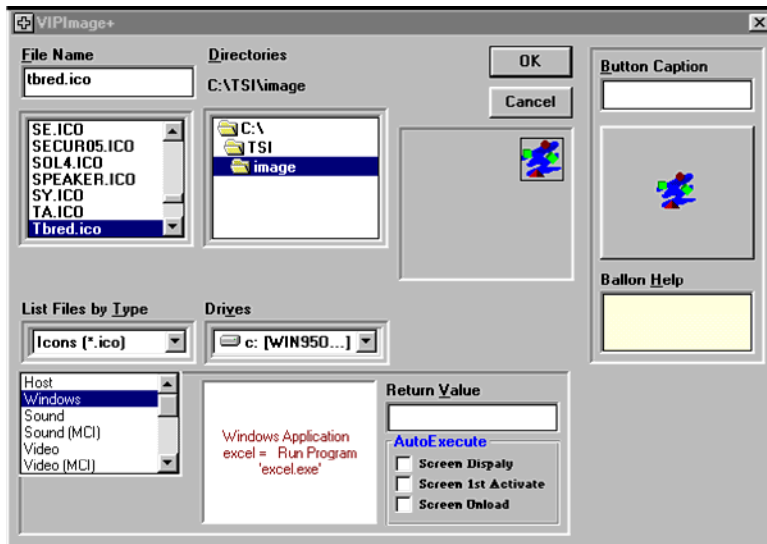 VIPImage+
File Name
tbred.ico
Directories
C:\TSI\image
OK
Cancel
Button Caption
SE.ICO
SECUR05.ICO
SOL4.ICO
SPEAKER.ICO
SY.ICO
TA.ICO
Tbred.ico
C:\
TSI
image
Ballon Help
List Files by Type
Icons (*.ico)
Drives
c: [WIN950...]
Host
Windows
Sound
Sound (MCI)
Video
Video (MCI)
Windows Application
excel = Run Program
'excel.exe'
Return Value
AutoExecute
Screen Dispaly
Screen 1st Activate
Screen Unload